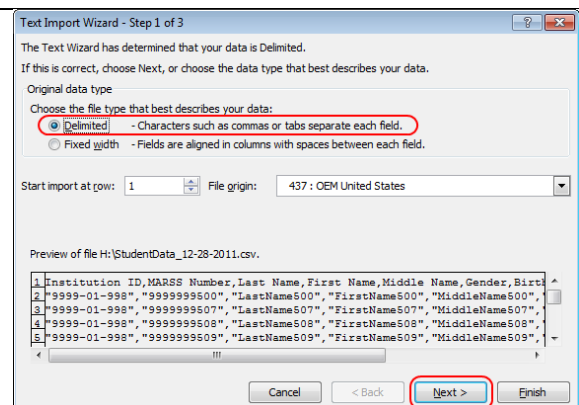 Text Import Wizard - Step 1 of 3
The Text Wizard has determined that your data is Delimited.
If this is correct, choose Next, or choose the data type that best describes your data.
Original data type
Choose the file type that best describes your data:
Delimited - Characters such as commas or tabs separate each field.
Fixed width - Fields are aligned in columns with spaces between each field.
Start import at row: 1 File origin: 437 : OEM United States
Preview of file H:\StudentData_12-28-2011.csv.
1 Institution ID,MARSS Number,Last Name,First Name,Middle Name,Gender,Birth
2 "9999-01-998","9999999500","LastName500","FirstName500","MiddleName500","
3 "9999-01-998","9999999507","LastName507","FirstName507","MiddleName507","
4 "9999-01-998","9999999508","LastName508","FirstName508","MiddleName508","
5 "9999-01-998","9999999509","LastName509","FirstName509","MiddleName509","
Cancel < Back Next > Finish